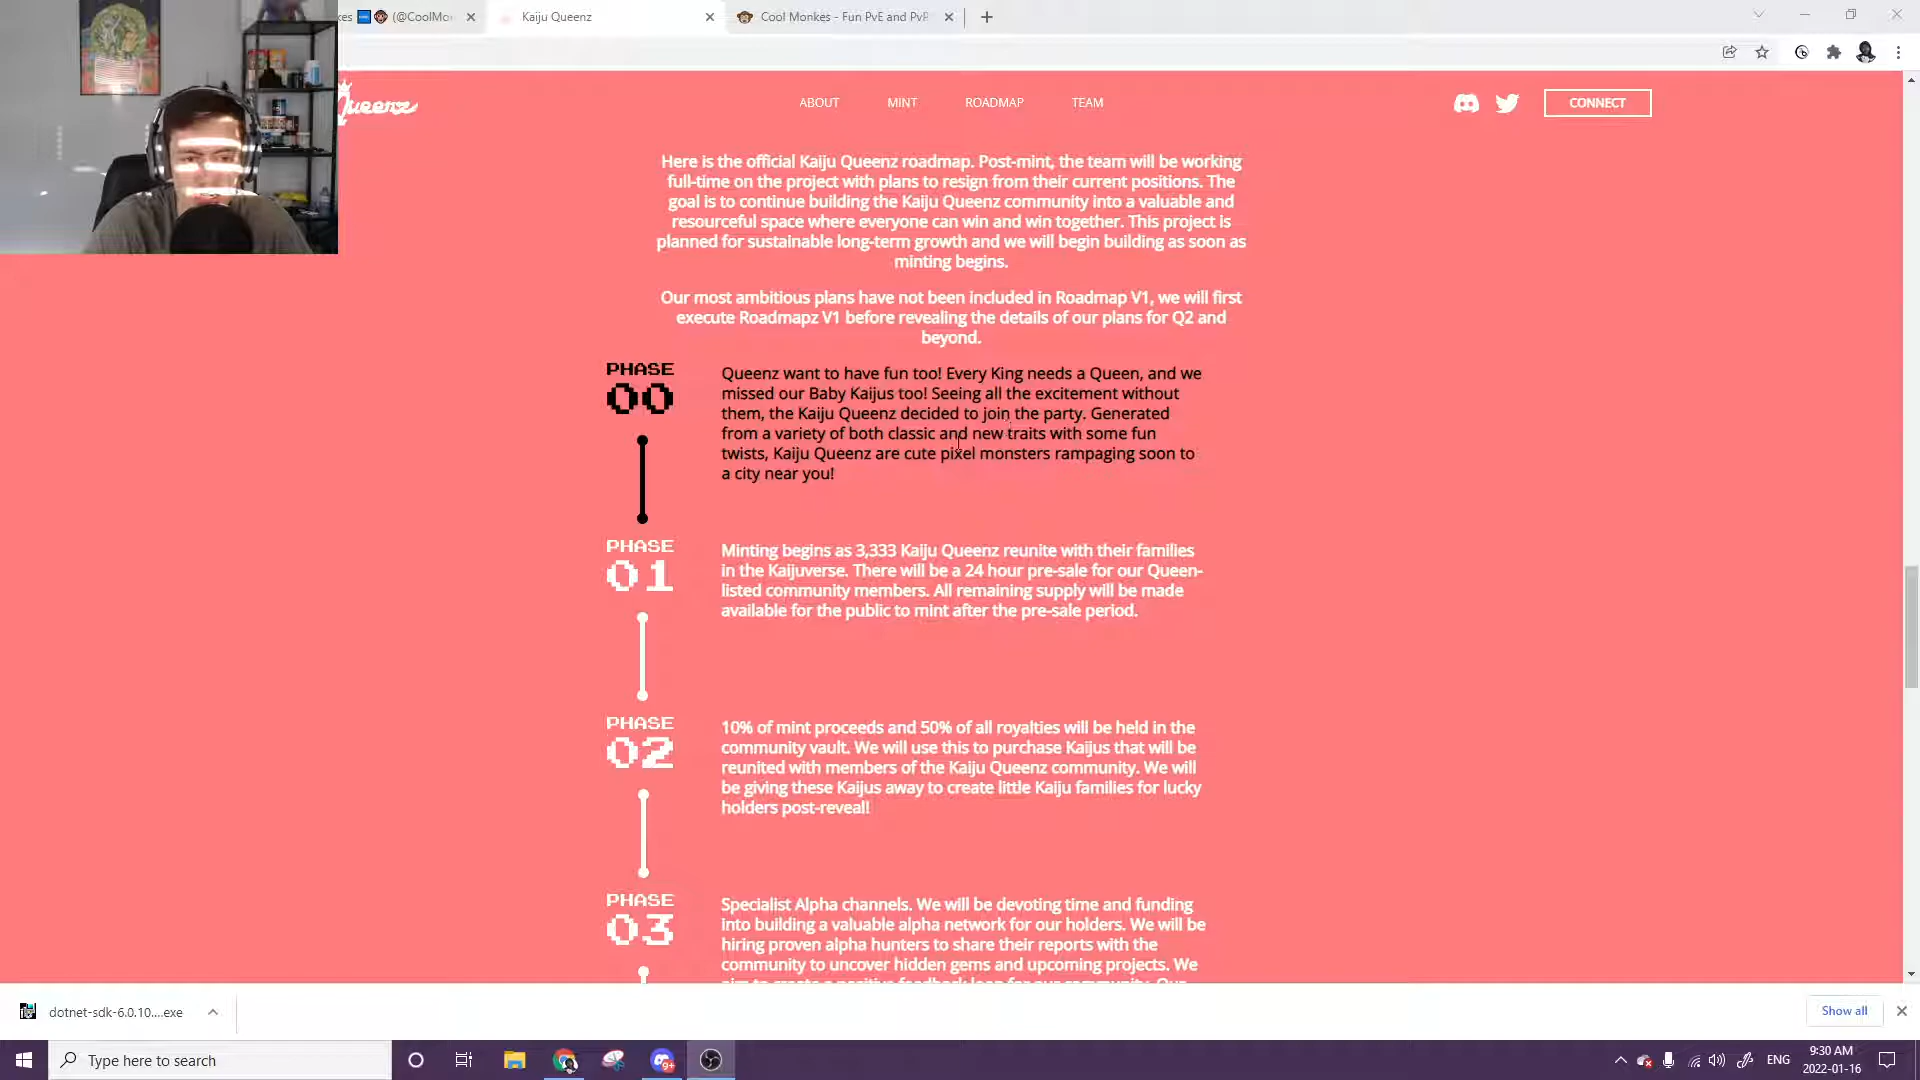 kes (@CoolMo
Kaiju Queenz
Cool Monkes - Fun PvE and PvP
Queenz
ABOUT
MINT
ROADMAP
TEAM
CONNECT
Here is the official Kaiju Queenz roadmap. Post-mint, the team will be working
full-time on the project with plans to resign from their current positions. The
goal is to continue building the Kaiju Queenz community into a valuable and
resourceful space where everyone can win and win together. This project is
planned for sustainable long-term growth and we will begin building as soon as
minting begins.
Our most ambitious plans have not been included in Roadmap V1, we will first
execute Roadmapz V1 before revealing the details of our plans for Q2 and
beyond.
PHASE
00
Queenz want to have fun too! Every King needs a Queen, and we
missed our Baby Kaijus too! Seeing all the excitement without
them, the Kaiju Queenz decided to join the party. Generated
from a variety of both classic and new traits with some fun
twists, Kaiju Queenz are cute pixel monsters rampaging soon to
a city near you!
PHASE
01
Minting begins as 3,333 Kaiju Queenz reunite with their families
in the Kaijuverse. There will be a 24 hour pre-sale for our Queen-
listed community members. All remaining supply will be made
available for the public to mint after the pre-sale period.
PHASE
02
10% of mint proceeds and 50% of all royalties will be held in the
community vault. We will use this to purchase Kaijus that will be
reunited with members of the Kaiju Queenz community. We will
be giving these Kaijus away to create little Kaiju families for lucky
holders post-reveal!
PHASE
03
Specialist Alpha channels. We will be devoting time and funding
into building a valuable alpha network for our holders. We will be
hiring proven alpha hunters to share their reports with the
community to uncover hidden gems and upcoming projects. We
aim to create a positive feedback loop for our community. Our
dotnet-sdk-6.0.10....exe
Show all
Type here to search
9+
ENG
9:30 AM
2022-01-16